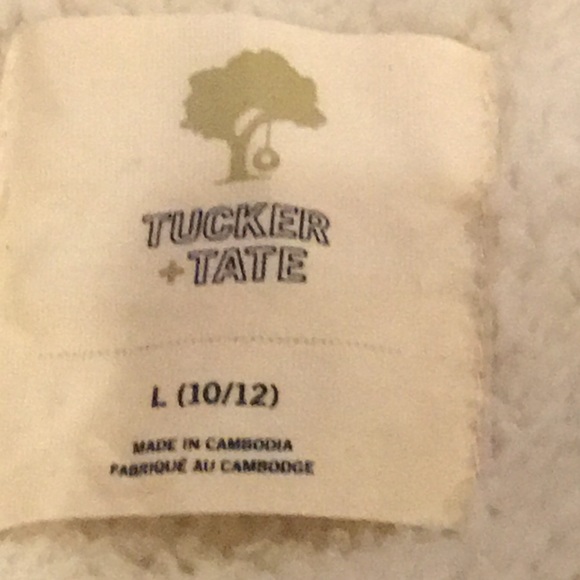 TUCKER
+TATE
L (10/12)
MADE IN CAMBODIA
FABRIQUÉ AU CAMBODGE